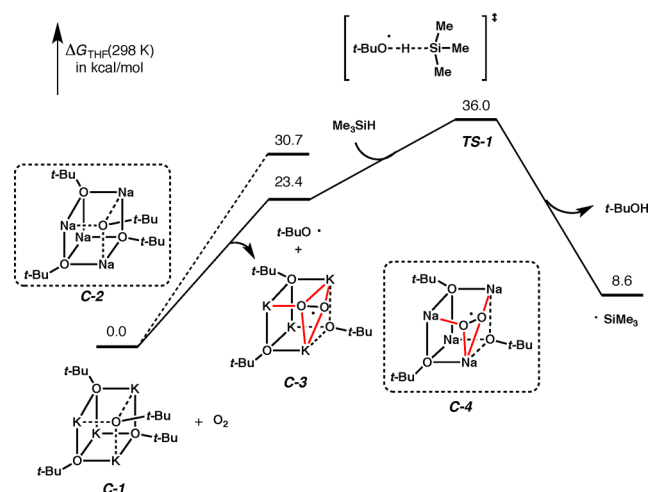 ΔG_THF(298 K)
in kcal/mol
t-BuO · H Si Me Me Me ‡
36.0
TS-1
Me3SiH
30.7
23.4
t-BuO ·
+
t-BuOH
8.6
· SiMe3
t-Bu O Na
Na O t-Bu
Na O t-Bu
t-Bu O Na
C-2
0.0
t-Bu O K
K O O
K O t-Bu
t-Bu O K
C-3
t-Bu O Na
Na O O
Na O t-Bu
t-Bu O Na
C-4
t-Bu O K
K O t-Bu
K O t-Bu
t-Bu O K
C-1
+ O2